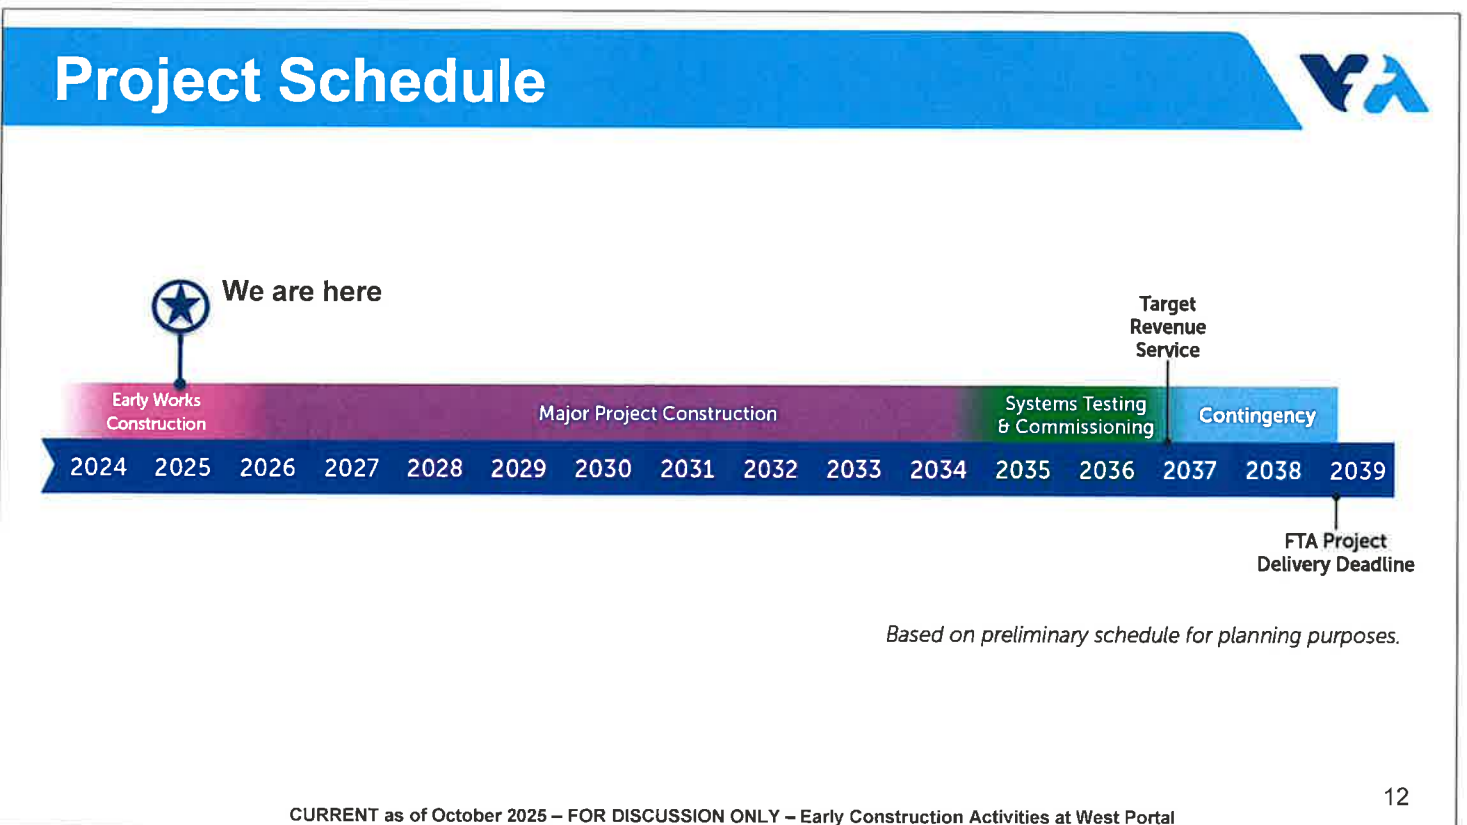 Project Schedule
VTA
We are here
Target
Revenue
Service
Early Works
Construction
Major Project Construction
Systems Testing
& Commissioning
Contingency
2024 2025 2026 2027 2028 2029 2030 2031 2032 2033 2034 2035 2036 2037 2038 2039
FTA Project
Delivery Deadline
Based on preliminary schedule for planning purposes.
12
CURRENT as of October 2025 – FOR DISCUSSION ONLY – Early Construction Activities at West Portal